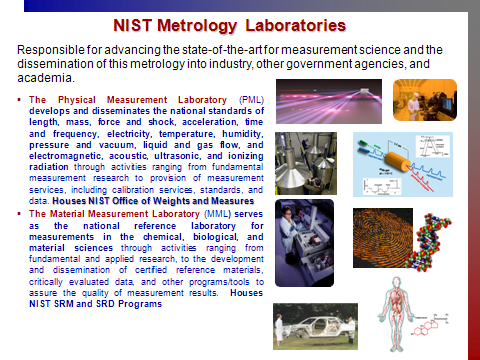 NIST Metrology Laboratories
Responsible for advancing the state-of-the-art for measurement science and the
dissemination of this metrology into industry, other government agencies, and
academia.
▪ The Physical Measurement Laboratory (PML)
develops and disseminates the national standards of
length, mass, force and shock, acceleration, time
and frequency, electricity, temperature, humidity,
pressure and vacuum, liquid and gas flow, and
electromagnetic, acoustic, ultrasonic, and ionizing
radiation through activities ranging from fundamental
measurement research to provision of measurement
services, including calibration services, standards, and
data. Houses NIST Office of Weights and Measures
▪ The Material Measurement Laboratory (MML) serves
as the national reference laboratory for
measurements in the chemical, biological, and
material sciences through activities ranging from
fundamental and applied research, to the development
and dissemination of certified reference materials,
critically evaluated data, and other programs/tools to
assure the quality of measurement results. Houses
NIST SRM and SRD Programs